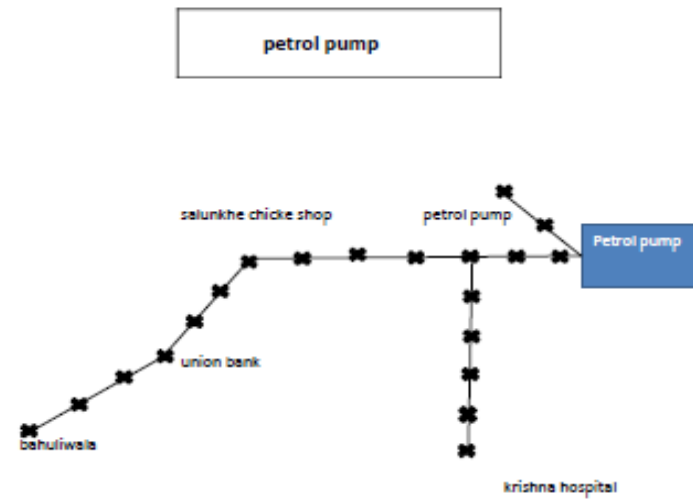 petrol pump
salunkhe chicke shop
petrol pump
Petrol pump
union bank
bahuliwala
krishna hospital